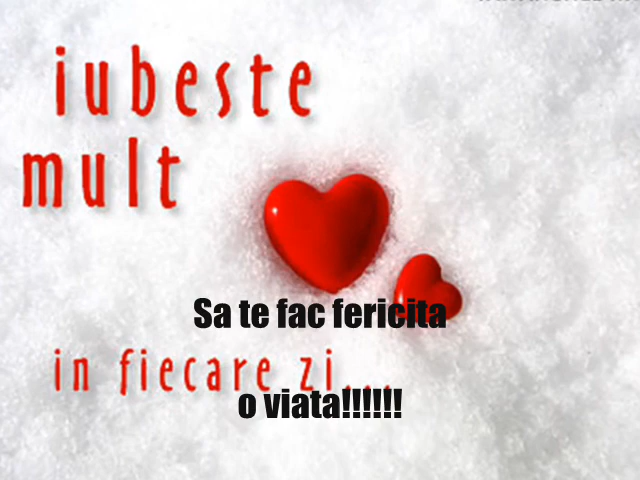 iubeste
mult
Sa te fac fericita
in fiecare zi...
o viata!!!!!!